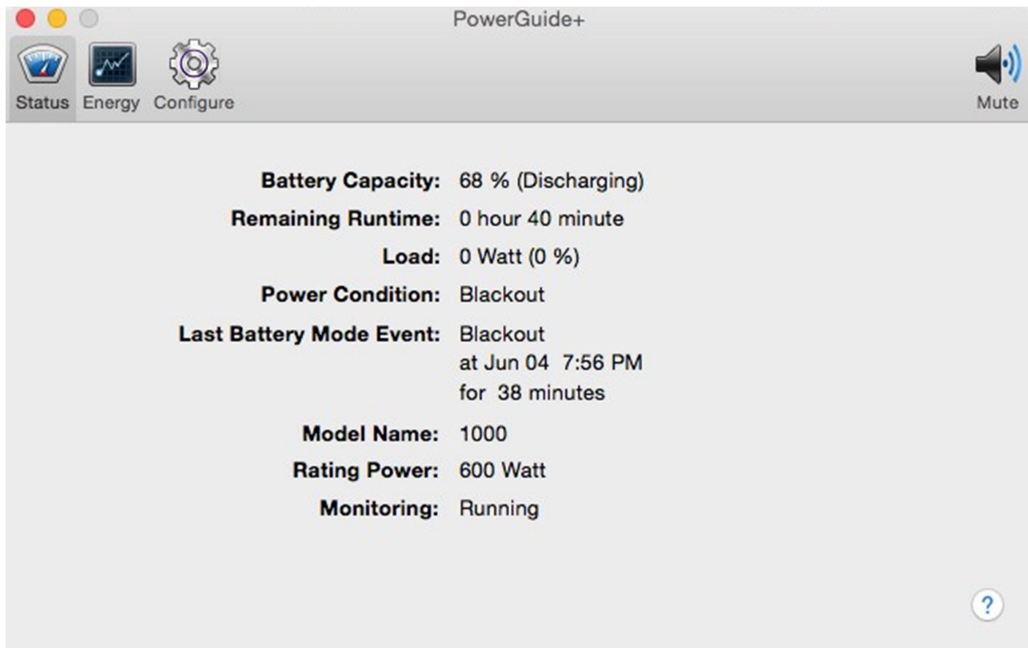 PowerGuide+
Status Energy Configure Mute
Battery Capacity: 68 % (Discharging)
Remaining Runtime: 0 hour 40 minute
Load: 0 Watt (0 %)
Power Condition: Blackout
Last Battery Mode Event: Blackout
at Jun 04 7:56 PM
for 38 minutes
Model Name: 1000
Rating Power: 600 Watt
Monitoring: Running
?